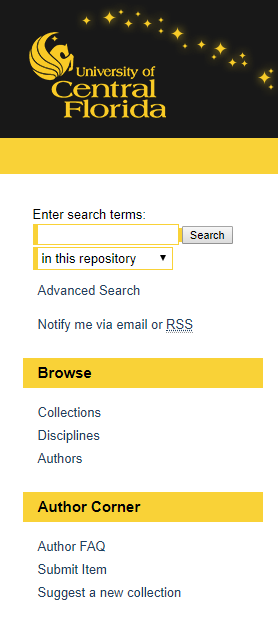 University of
Central
Florida
Enter search terms:
Search
in this repository
Advanced Search
Notify me via email or RSS
Browse
Collections
Disciplines
Authors
Author Corner
Author FAQ
Submit Item
Suggest a new collection